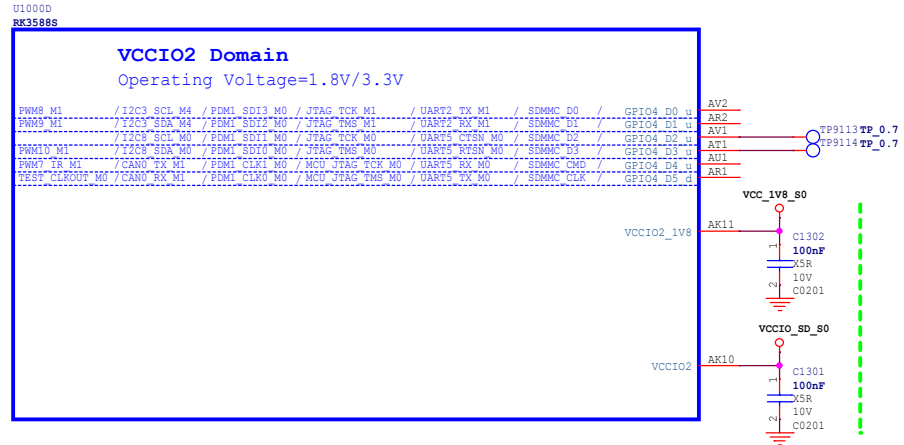 U1000D
RK3588S
VCCIO2 Domain
Operating Voltage=1.8V/3.3V
PWM8_M1 /I2C3_SCL_M4 /PDM1_SDI3_M0 /JTAG_TCK_M1 /UART2_TX_M1 / SDMMC_D0 / GPIO4_D0_u AV2
PWM9_M1 /I2C3_SDA_M4 /PDM1_SDI2_M0 /JTAG_TMS_M1 /UART2_RX_M1 / SDMMC_D1 GPIO4_D1_u AR2
/I2C8_SCL_M0 /PDM1_SDI1_M0 /JTAG_TCK_M0 UART5_CTSN_M0 / SDMMC_D2 GPIO4_D2_u AV1 TP9113 TP_0.7
PWM10_M1 /I2C8_SDA_M0 /PDM1_SDI0_M0 /JTAG_TMS_M0 /UART5_RTSN_M0 / SDMMC_D3 GPIO4_D3_u AT1 TP9114 TP_0.7
PWM7_IR_M1 /CAN0_TX_M1 /PDM1_CLK1_M0 /MCU_JTAG_TCK_M0 /UART5_RX_M0 / SDMMC_CMD / GPIO4_D4_u AU1
TEST_CLKOUT_M0 /CAN0_RX_M1 /PDM1_CLK0_M0 /MCU_JTAG_TMS_M0 /UART5_TX_M0 / SDMMC_CLK / GPIO4_D5_d AR1
VCC_1V8_S0
VCCIO2_1V8 AK11
1
C1302
100nF
X5R
10V
2
C0201
VCCIO_SD_S0
VCCIO2 AK10
1
C1301
100nF
X5R
10V
2
C0201